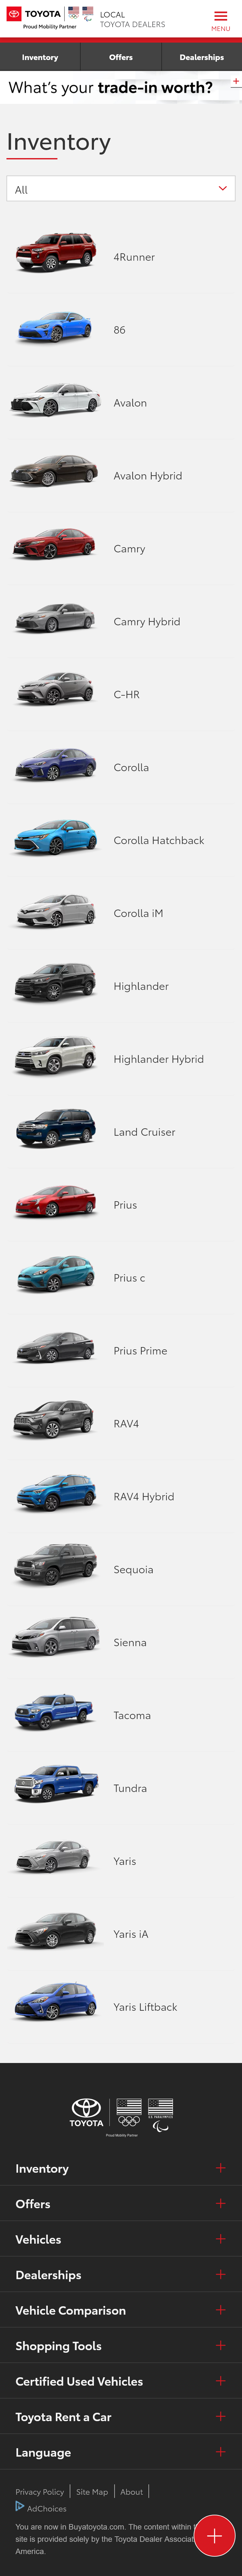 TOYOTA
Proud Mobility Partner
LOCAL
TOYOTA DEALERS
MENU
Inventory
Offers
Dealerships
What's your trade-in worth?
Inventory
All
4Runner
86
Avalon
Avalon Hybrid
Camry
Camry Hybrid
C-HR
Corolla
Corolla Hatchback
Corolla iM
Highlander
Highlander Hybrid
Land Cruiser
Prius
Prius c
Prius Prime
RAV4
RAV4 Hybrid
Sequoia
Sienna
Tacoma
Tundra
Yaris
Yaris iA
Yaris Liftback
TOYOTA
U.S. PARALYMPICS
Proud Mobility Partner
Inventory
Offers
Vehicles
Dealerships
Vehicle Comparison
Shopping Tools
Certified Used Vehicles
Toyota Rent a Car
Language
Privacy Policy
Site Map
About
AdChoices
You are now in Buyatoyota.com. The content within
site is provided solely by the Toyota Dealer Associat
America.